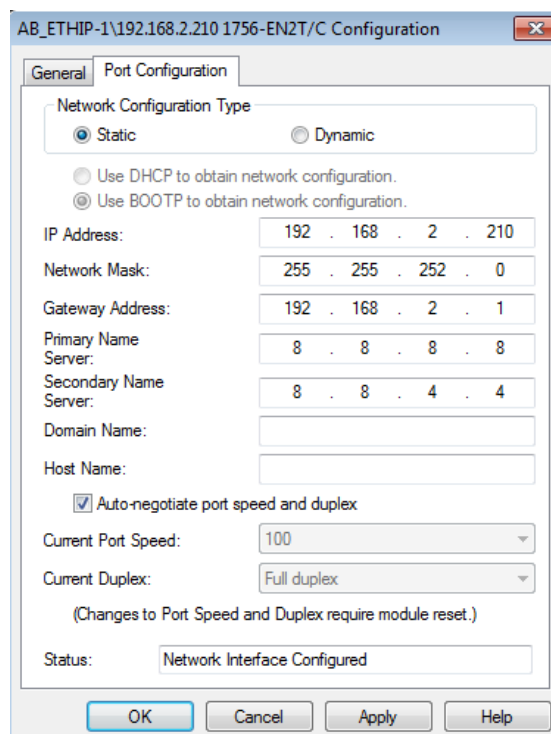 AB_ETHIP-1\192.168.2.210 1756-EN2T/C Configuration
General Port Configuration
Network Configuration Type
Static Dynamic
Use DHCP to obtain network configuration.
Use BOOTP to obtain network configuration.
IP Address: 192 . 168 . 2 . 210
Network Mask: 255 . 255 . 252 . 0
Gateway Address: 192 . 168 . 2 . 1
Primary Name
Server: 8 . 8 . 8 . 8
Secondary Name
Server: 8 . 8 . 4 . 4
Domain Name:
Host Name:
Auto-negotiate port speed and duplex
Current Port Speed: 100
Current Duplex: Full duplex
(Changes to Port Speed and Duplex require module reset.)
Status: Network Interface Configured
OK Cancel Apply Help